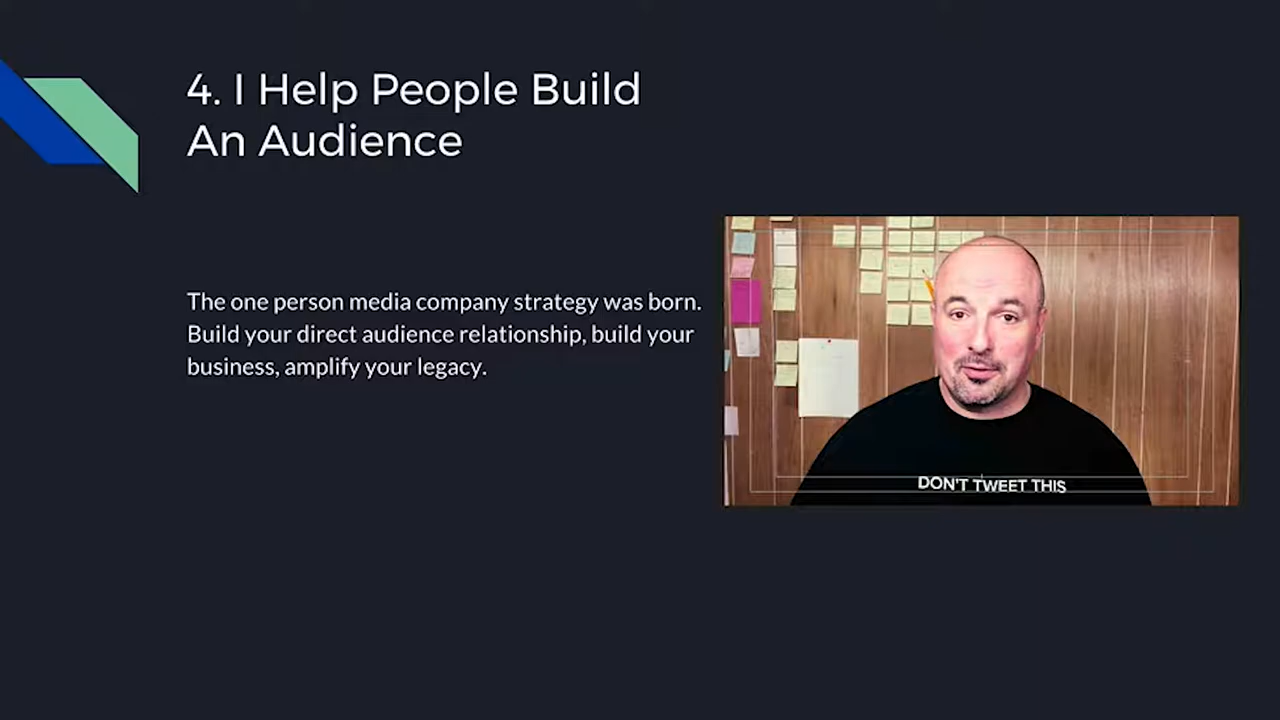 4. I Help People Build
An Audience
The one person media company strategy was born.
Build your direct audience relationship, build your
business, amplify your legacy.
DON'T TWEET THIS